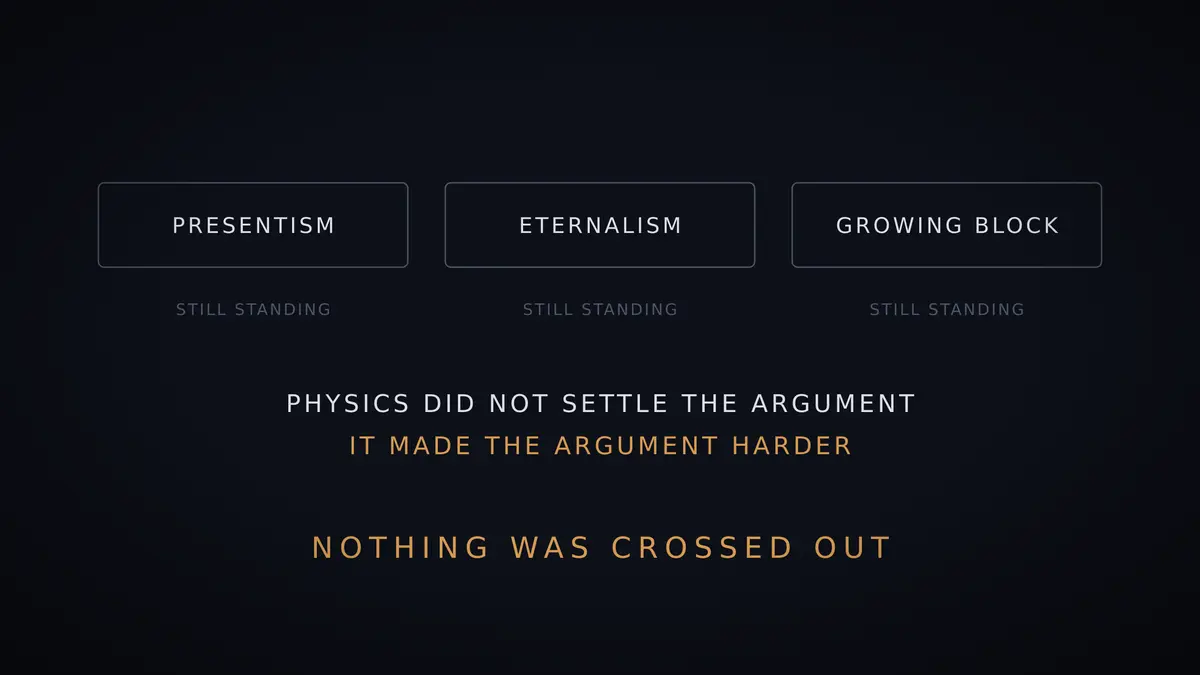 PRESENTISM
ETERNALISM
GROWING BLOCK
STILL STANDING
STILL STANDING
STILL STANDING
PHYSICS DID NOT SETTLE THE ARGUMENT
IT MADE THE ARGUMENT HARDER
NOTHING WAS CROSSED OUT